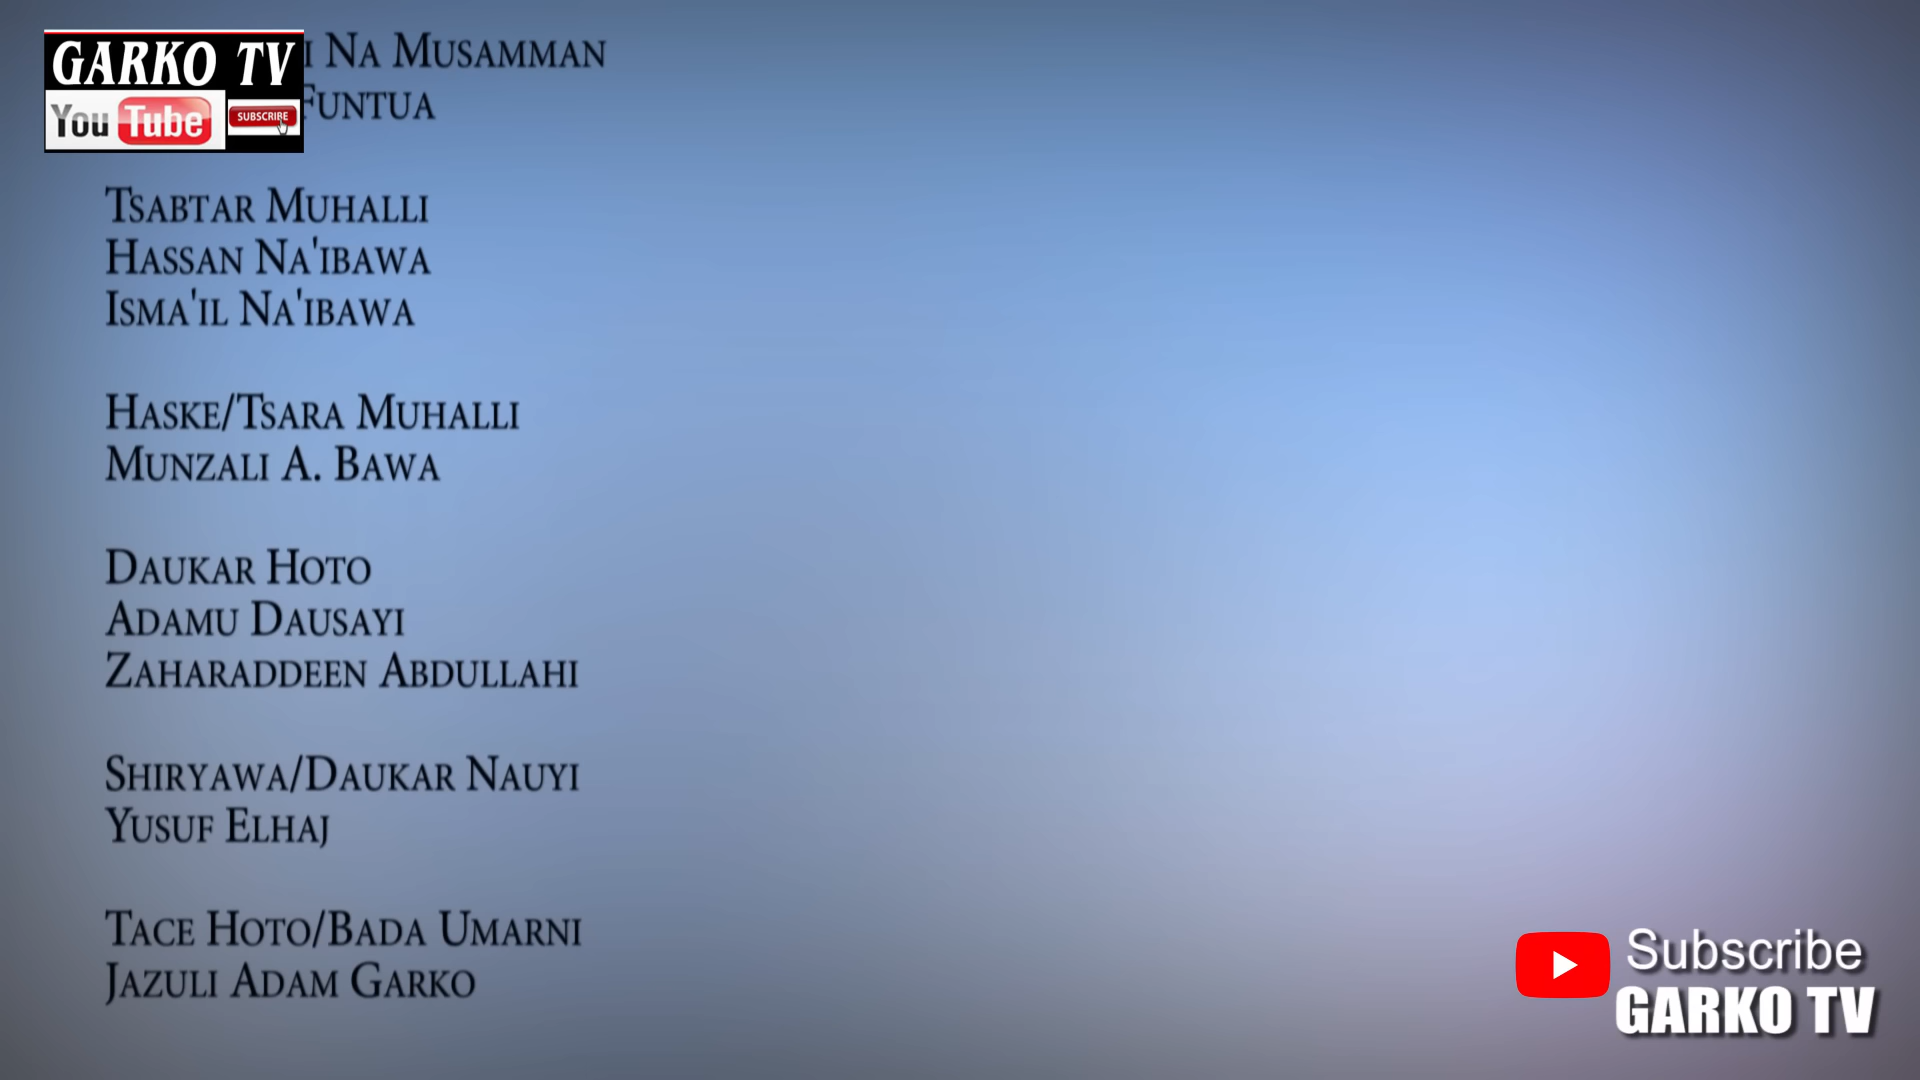 GARKO TV
You Tube
SUBSCRIBE
Na Musamman
Funtua
Tsabtar Muhalli
Hassan Na'ibawa
Isma'il Na'ibawa
Haske/Tsara Muhalli
Munzali A. Bawa
Daukar Hoto
Adamu Dausayi
Zaharaddeen Abdullahi
Shiryawa/Daukar Nauyi
Yusuf Elhaj
Tace Hoto/Bada Umarni
Jazuli Adam Garko
Subscribe
GARKO TV